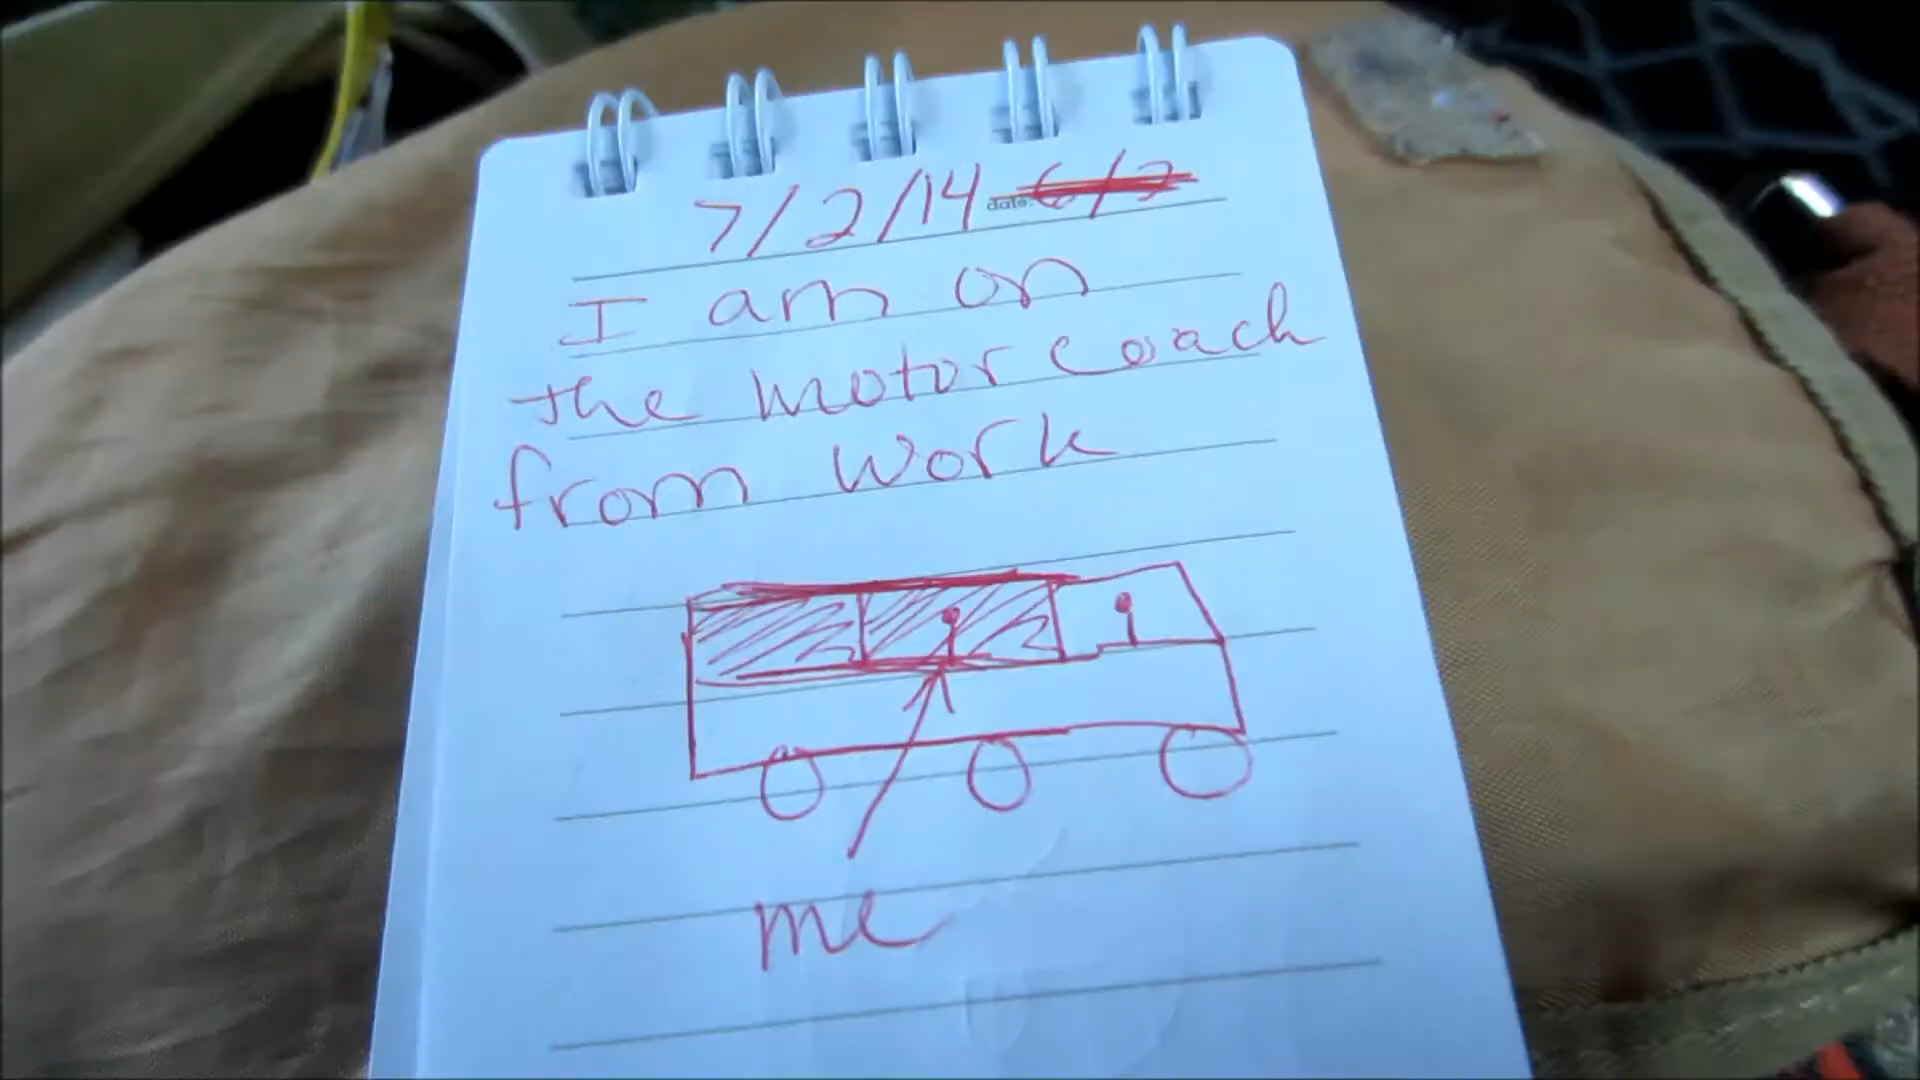 7/2/14 date: 6/2
I am on
the motor coach
from work
me